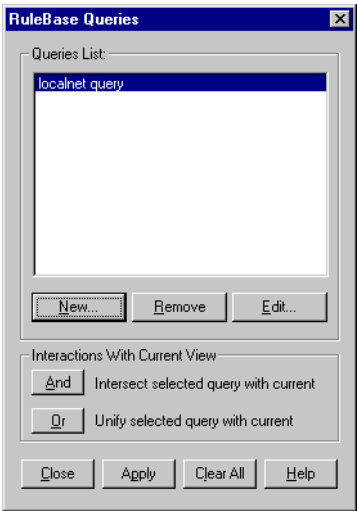 RuleBase Queries
Queries List:
localnet query
New... Remove Edit...
Interactions With Current View
And Intersect selected query with current
Or Unify selected query with current
Close Apply Clear All Help